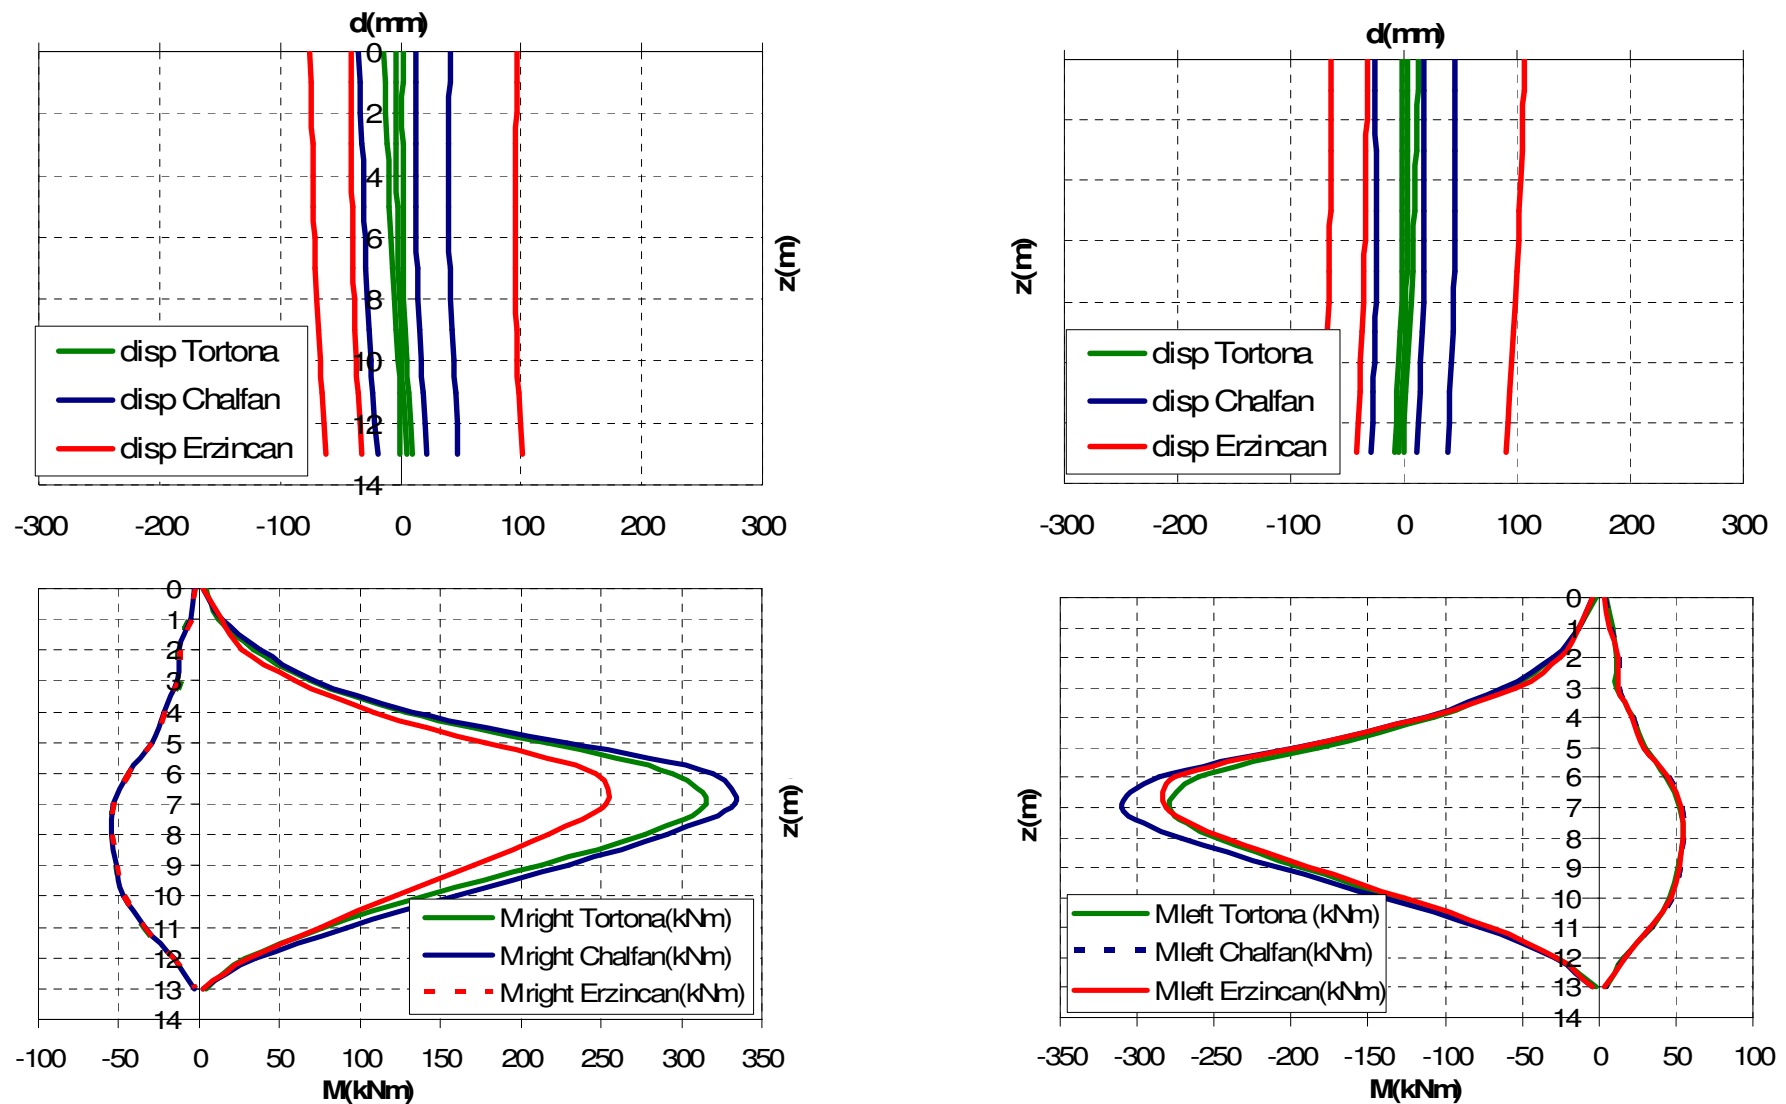 d(mm)
0
2
4
6
8
10
12
14
z(m)
disp Tortona
disp Chalfan
disp Erzincan
-300 -200 -100 0 100 200 300
d(mm)
z(m)
disp Tortona
disp Chalfan
disp Erzincan
-300 -200 -100 0 100 200 300
0
1
2
3
4
5
6
7
8
9
10
11
12
13
14
z(m)
Mright Tortona(kNm)
Mright Chalfan(kNm)
Mright Erzincan(kNm)
-100 -50 0 50 100 150 200 250 300 350
M(kNm)
0
1
2
3
4
5
6
7
8
9
10
11
12
13
14
z(m)
Mleft Tortona (kNm)
Mleft Chalfan(kNm)
Mleft Erzincan(kNm)
-350 -300 -250 -200 -150 -100 -50 0 50 100
M(kNm)